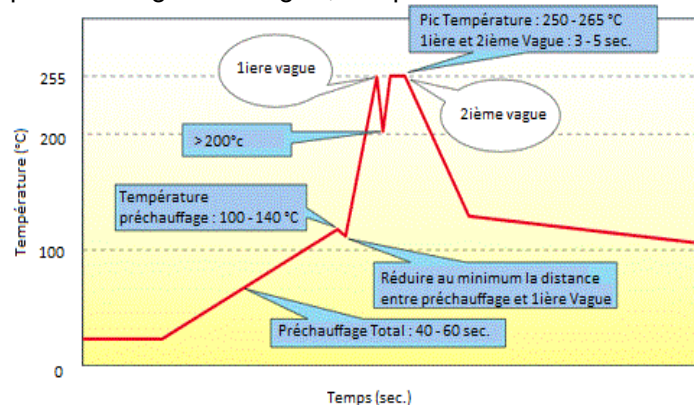 Pic Température : 250 - 265 °C
1ière et 2ième Vague : 3 - 5 sec.
1iere vague
255
2ième vague
200
>200°c
Température (°C)
Température
préchauffage : 100 - 140 °C
100
Réduire au minimum la distance
entre préchauffage et 1ière Vague
Préchauffage Total : 40 - 60 sec.
0
Temps (sec.)